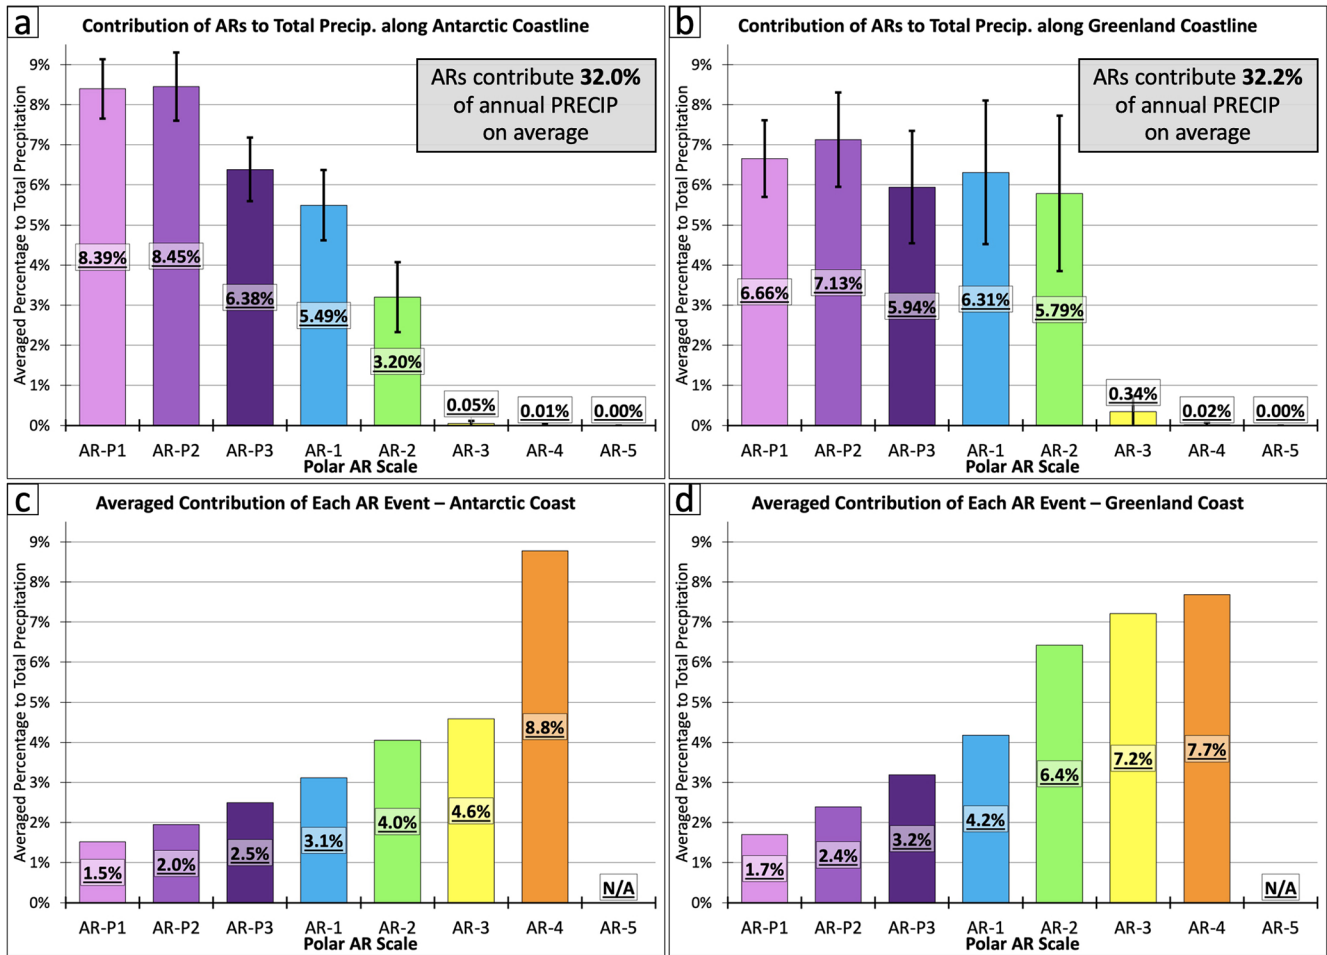 a
Contribution of ARs to Total Precip. along Antarctic Coastline
ARs contribute 32.0%
of annual PRECIP
on average
Averaged Percentage to Total Precipitation
9%
8%
7%
6%
5%
4%
3%
2%
1%
0%
8.39%
8.45%
6.38%
5.49%
3.20%
0.05%
0.01%
0.00%
AR-P1 AR-P2 AR-P3 AR-1 AR-2 AR-3 AR-4 AR-5
Polar AR Scale
b
Contribution of ARs to Total Precip. along Greenland Coastline
ARs contribute 32.2%
of annual PRECIP
on average
Averaged Percentage to Total Precipitation
9%
8%
7%
6%
5%
4%
3%
2%
1%
0%
6.66%
7.13%
5.94%
6.31%
5.79%
0.34%
0.02%
0.00%
AR-P1 AR-P2 AR-P3 AR-1 AR-2 AR-3 AR-4 AR-5
Polar AR Scale
c
Averaged Contribution of Each AR Event – Antarctic Coast
Averaged Percentage to Total Precipitation
9%
8%
7%
6%
5%
4%
3%
2%
1%
0%
1.5%
2.0%
2.5%
3.1%
4.0%
4.6%
8.8%
N/A
AR-P1 AR-P2 AR-P3 AR-1 AR-2 AR-3 AR-4 AR-5
Polar AR Scale
d
Averaged Contribution of Each AR Event – Greenland Coast
Averaged Percentage to Total Precipitation
9%
8%
7%
6%
5%
4%
3%
2%
1%
0%
1.7%
2.4%
3.2%
4.2%
6.4%
7.2%
7.7%
N/A
AR-P1 AR-P2 AR-P3 AR-1 AR-2 AR-3 AR-4 AR-5
Polar AR Scale